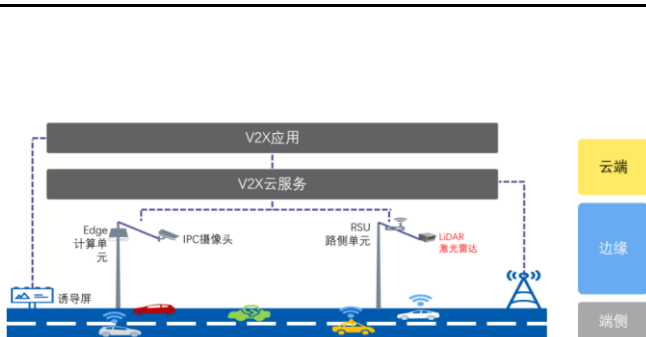 V2X应用
V2X云服务
Edge
计算单
元
IPC摄像头
RSU
路侧单元
LiDAR
激光雷达
诱导屏
云端
边缘
端侧